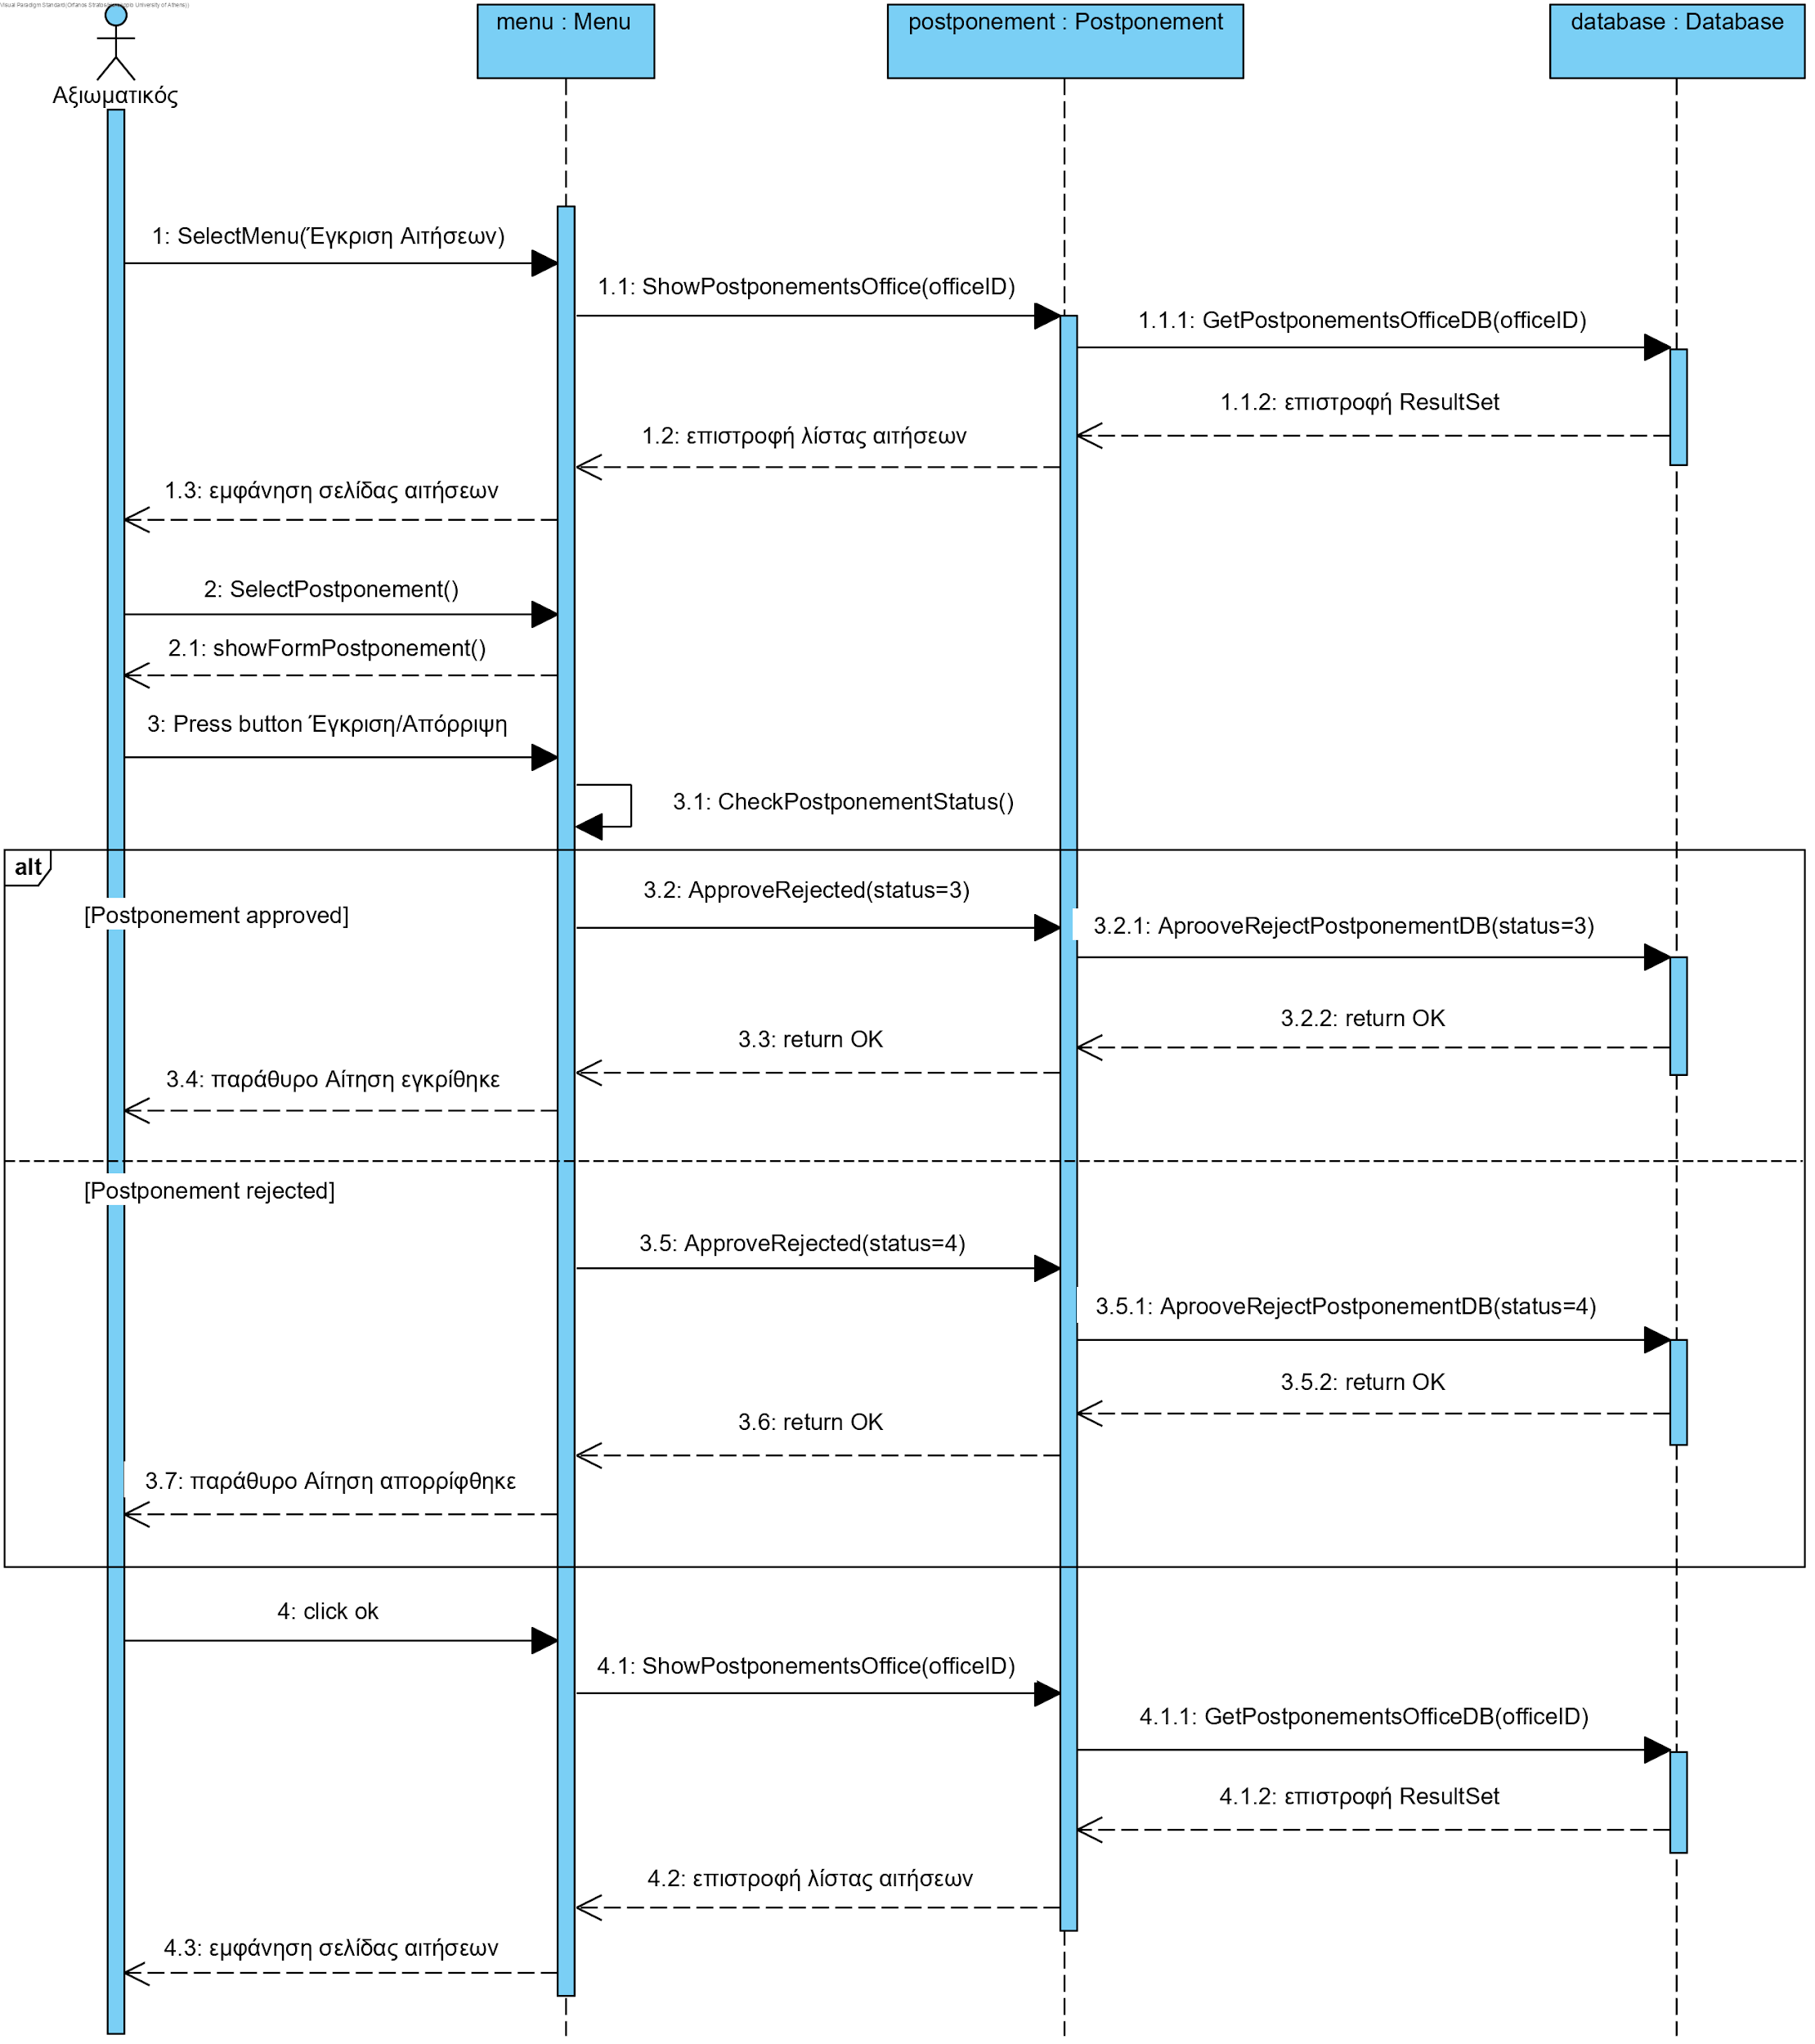 menu : Menu
postponement : Postponement
database : Database
Αξιωματικός
1: SelectMenu(Έγκριση Αιτήσεων)
1.1: ShowPostponementsOffice(officeID)
1.1.1: GetPostponementsOfficeDB(officeID)
1.1.2: επιστροφή ResultSet
1.2: επιστροφή λίστας αιτήσεων
1.3: εμφάνηση σελίδας αιτήσεων
2: SelectPostponement()
2.1: showFormPostponement()
3: Press button Έγκριση/Απόρριψη
3.1: CheckPostponementStatus()
alt
[Postponement approved]
3.2: ApproveRejected(status=3)
3.2.1: AprooveRejectPostponementDB(status=3)
3.2.2: return OK
3.3: return OK
3.4: παράθυρο Αίτηση εγκρίθηκε
[Postponement rejected]
3.5: ApproveRejected(status=4)
3.5.1: AprooveRejectPostponementDB(status=4)
3.5.2: return OK
3.6: return OK
3.7: παράθυρο Αίτηση απορρίφθηκε
4: click ok
4.1: ShowPostponementsOffice(officeID)
4.1.1: GetPostponementsOfficeDB(officeID)
4.1.2: επιστροφή ResultSet
4.2: επιστροφή λίστας αιτήσεων
4.3: εμφάνηση σελίδας αιτήσεων